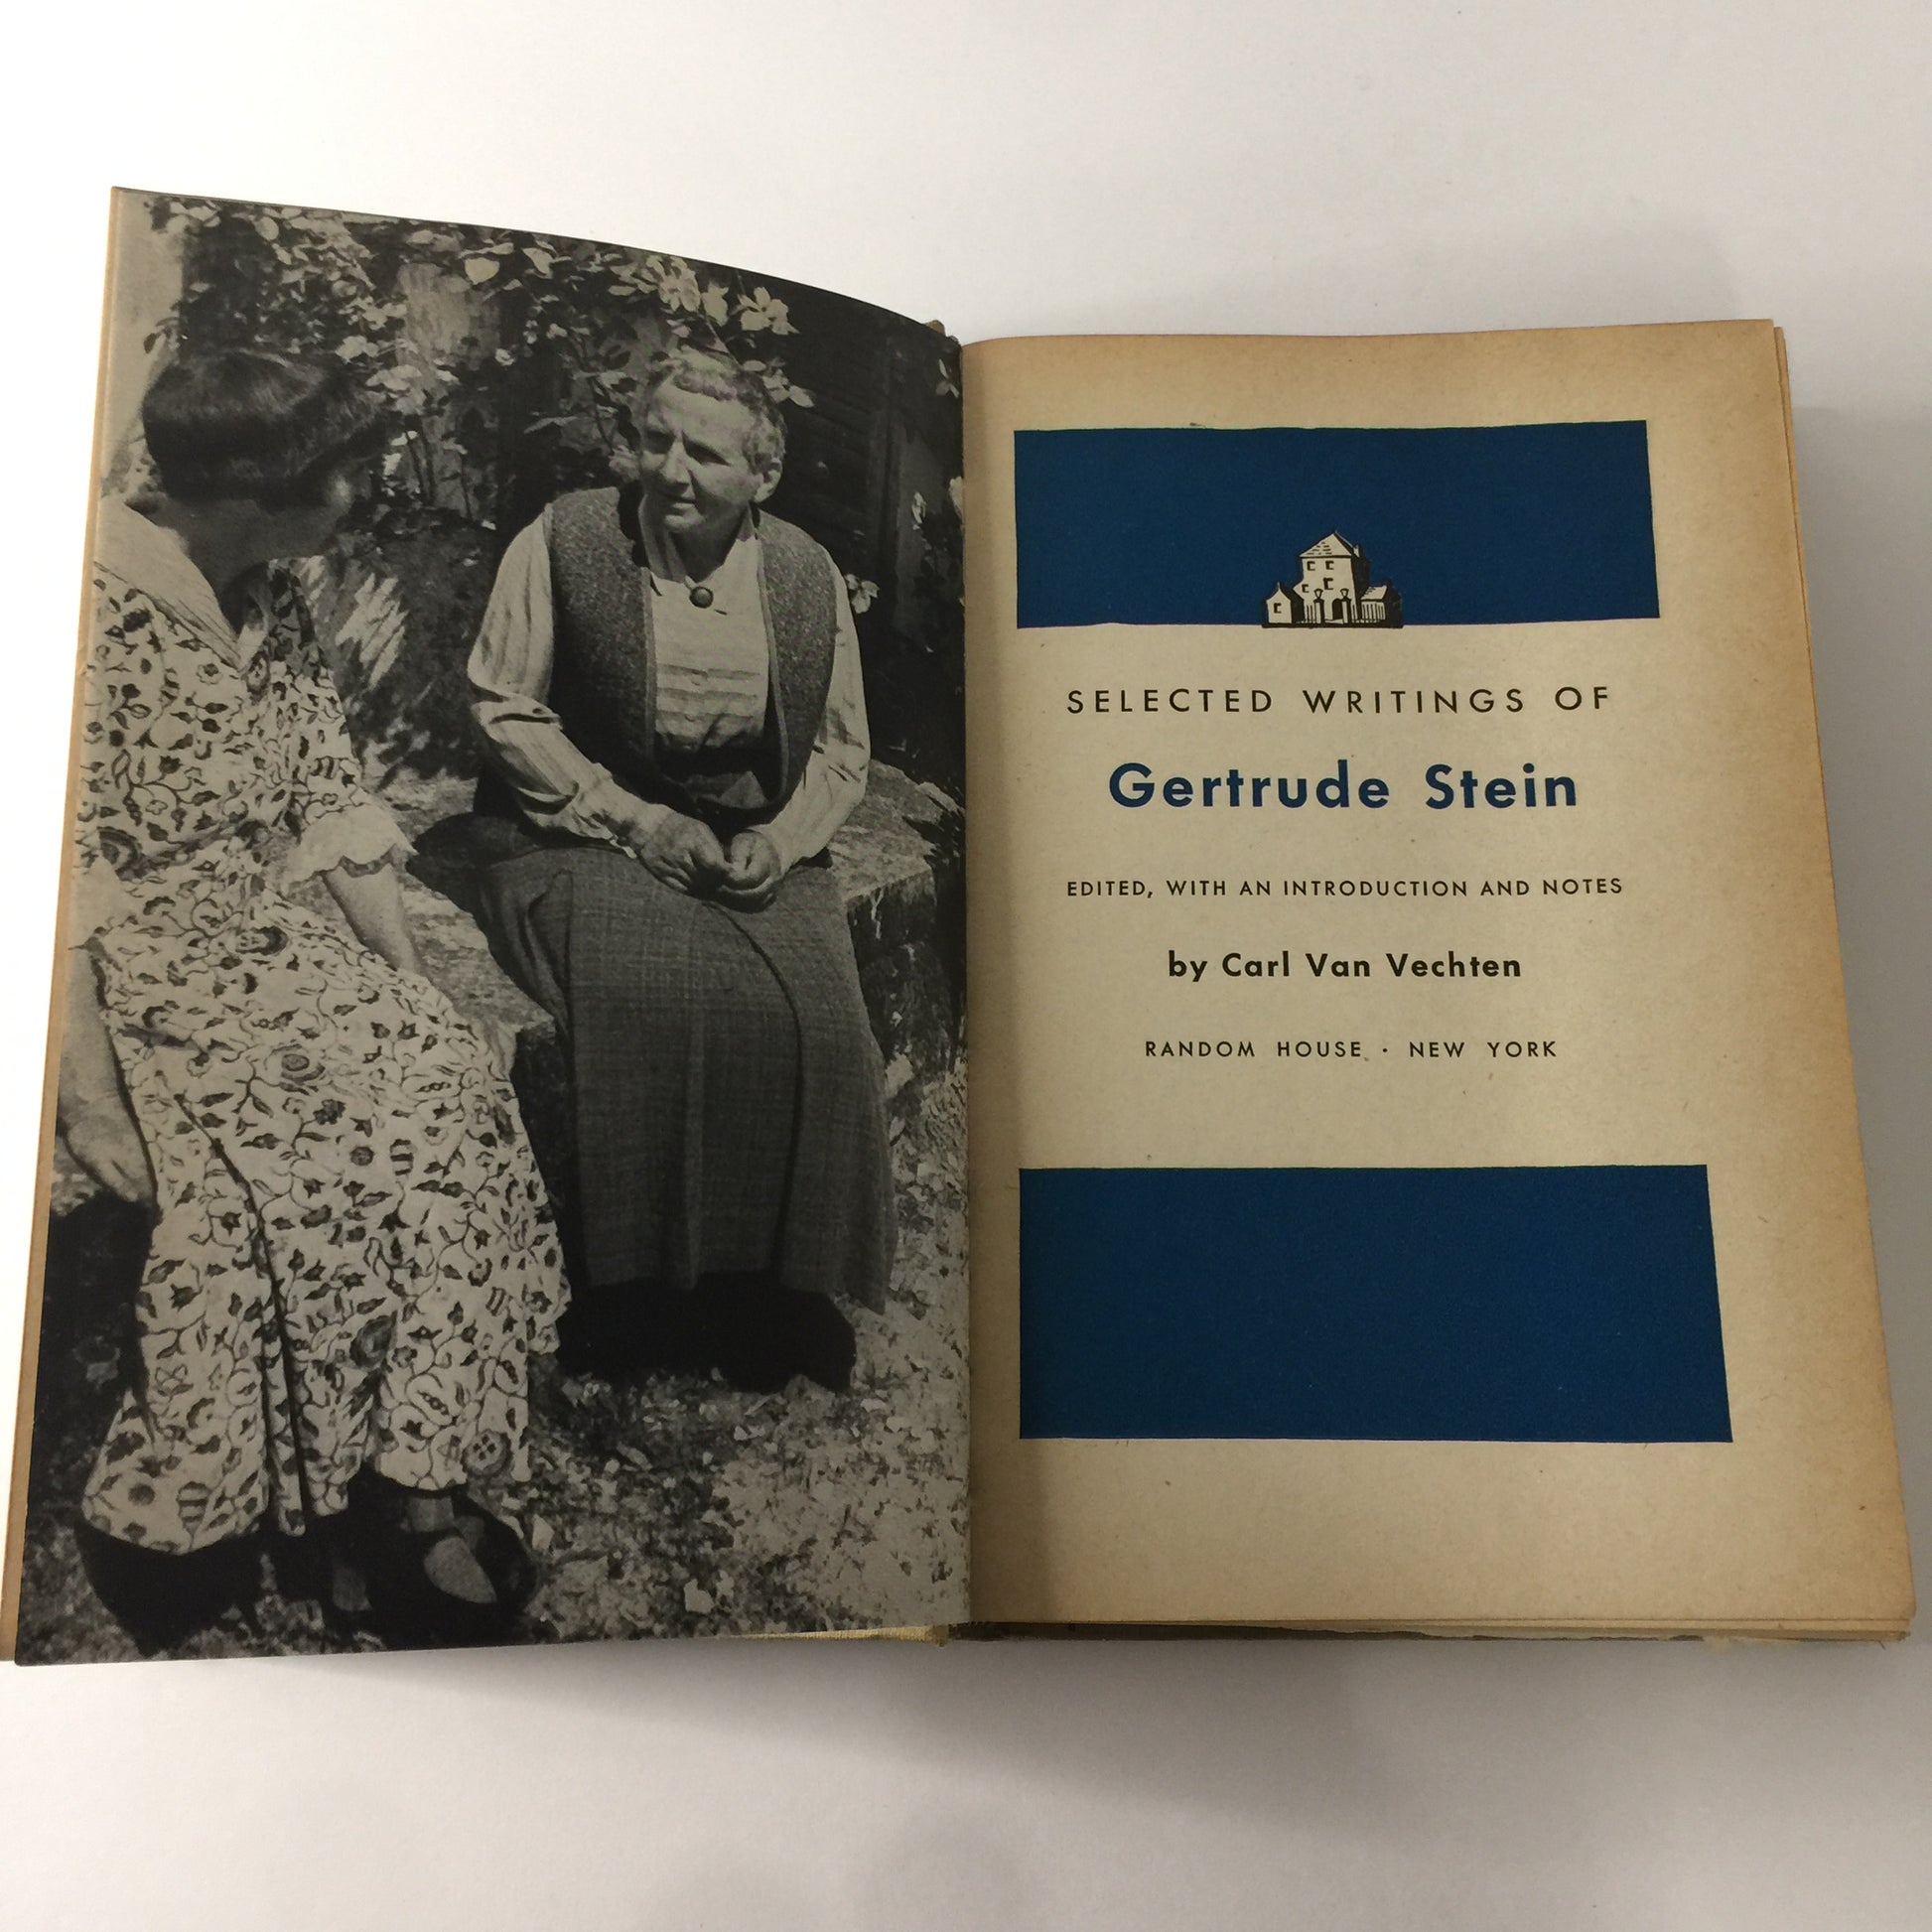 SELECTED WRITINGS OF
Gertrude Stein
EDITED, WITH AN INTRODUCTION AND NOTES
by Carl Van Vechten
RANDOM HOUSE · NEW YORK